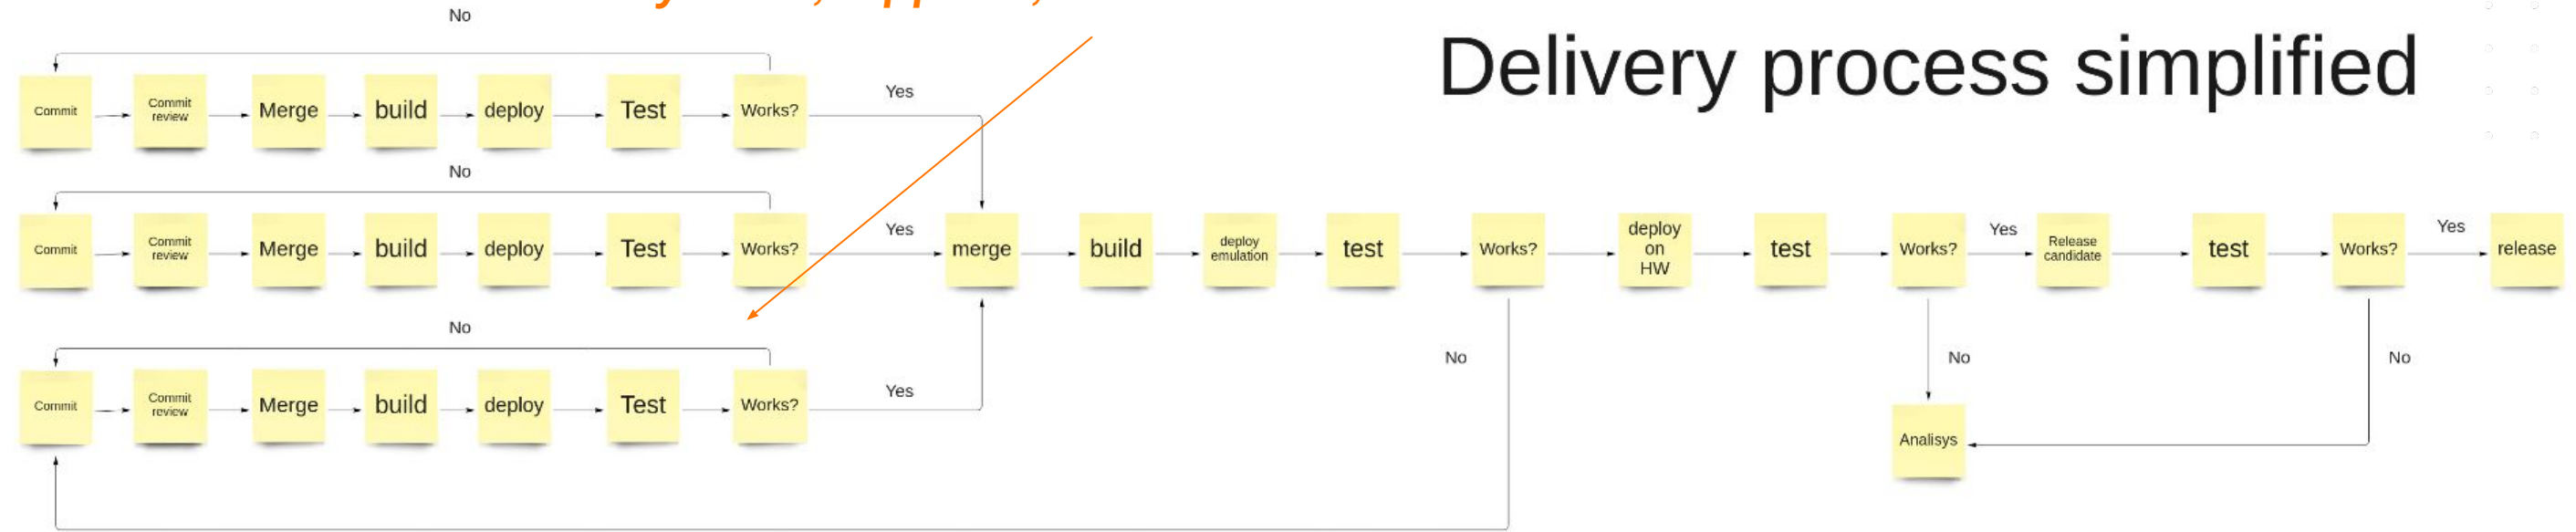 Delivery process simplified
No
Commit
Commit
review
Merge
build
deploy
Test
Works?
Yes
No
Commit
Commit
review
Merge
build
deploy
Test
Works?
Yes
merge
build
deploy
emulation
test
Works?
deploy
on
HW
test
Works?
Yes
Release
candidate
test
Works?
Yes
release
No
Commit
Commit
review
Merge
build
deploy
Test
Works?
Yes
No
No
Analisys
No